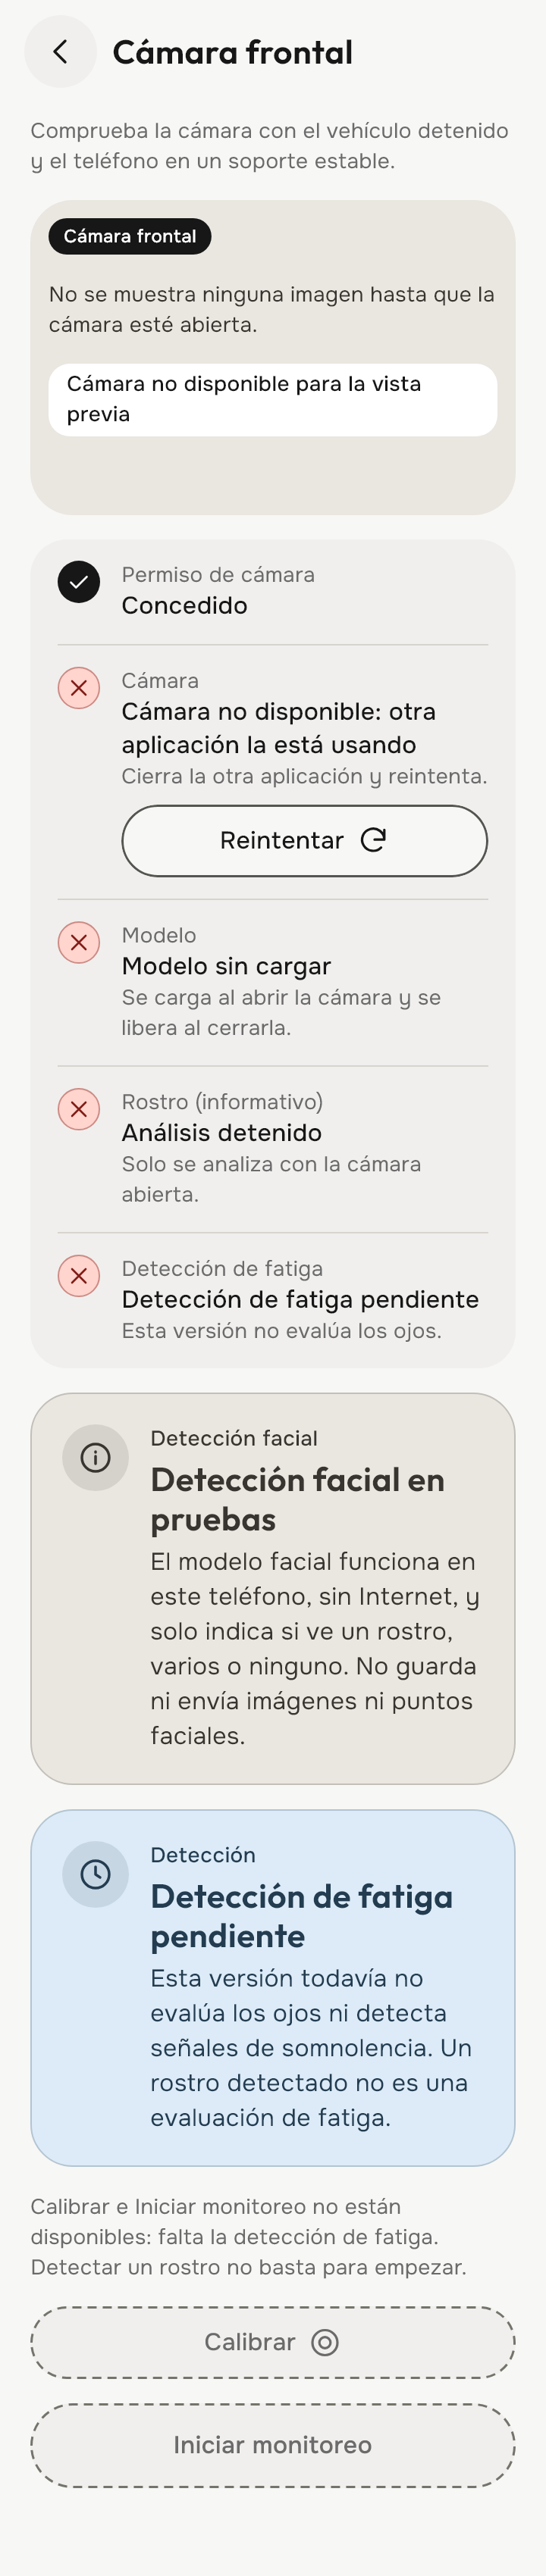 Cámara frontal
Comprueba la cámara con el vehículo detenido
y el teléfono en un soporte estable.
Cámara frontal
No se muestra ninguna imagen hasta que la
cámara esté abierta.
Cámara no disponible para la vista
previa
Permiso de cámara
Concedido
Cámara
Cámara no disponible: otra
aplicación la está usando
Cierra la otra aplicación y reintenta.
Reintentar
Modelo
Modelo sin cargar
Se carga al abrir la cámara y se
libera al cerrarla.
Rostro (informativo)
Análisis detenido
Solo se analiza con la cámara
abierta.
Detección de fatiga
Detección de fatiga pendiente
Esta versión no evalúa los ojos.
Detección facial
Detección facial en
pruebas
El modelo facial funciona en
este teléfono, sin Internet, y
solo indica si ve un rostro,
varios o ninguno. No guarda
ni envía imágenes ni puntos
faciales.
Detección
Detección de fatiga
pendiente
Esta versión todavía no
evalúa los ojos ni detecta
señales de somnolencia. Un
rostro detectado no es una
evaluación de fatiga.
Calibrar e Iniciar monitoreo no están
disponibles: falta la detección de fatiga.
Detectar un rostro no basta para empezar.
Calibrar
Iniciar monitoreo